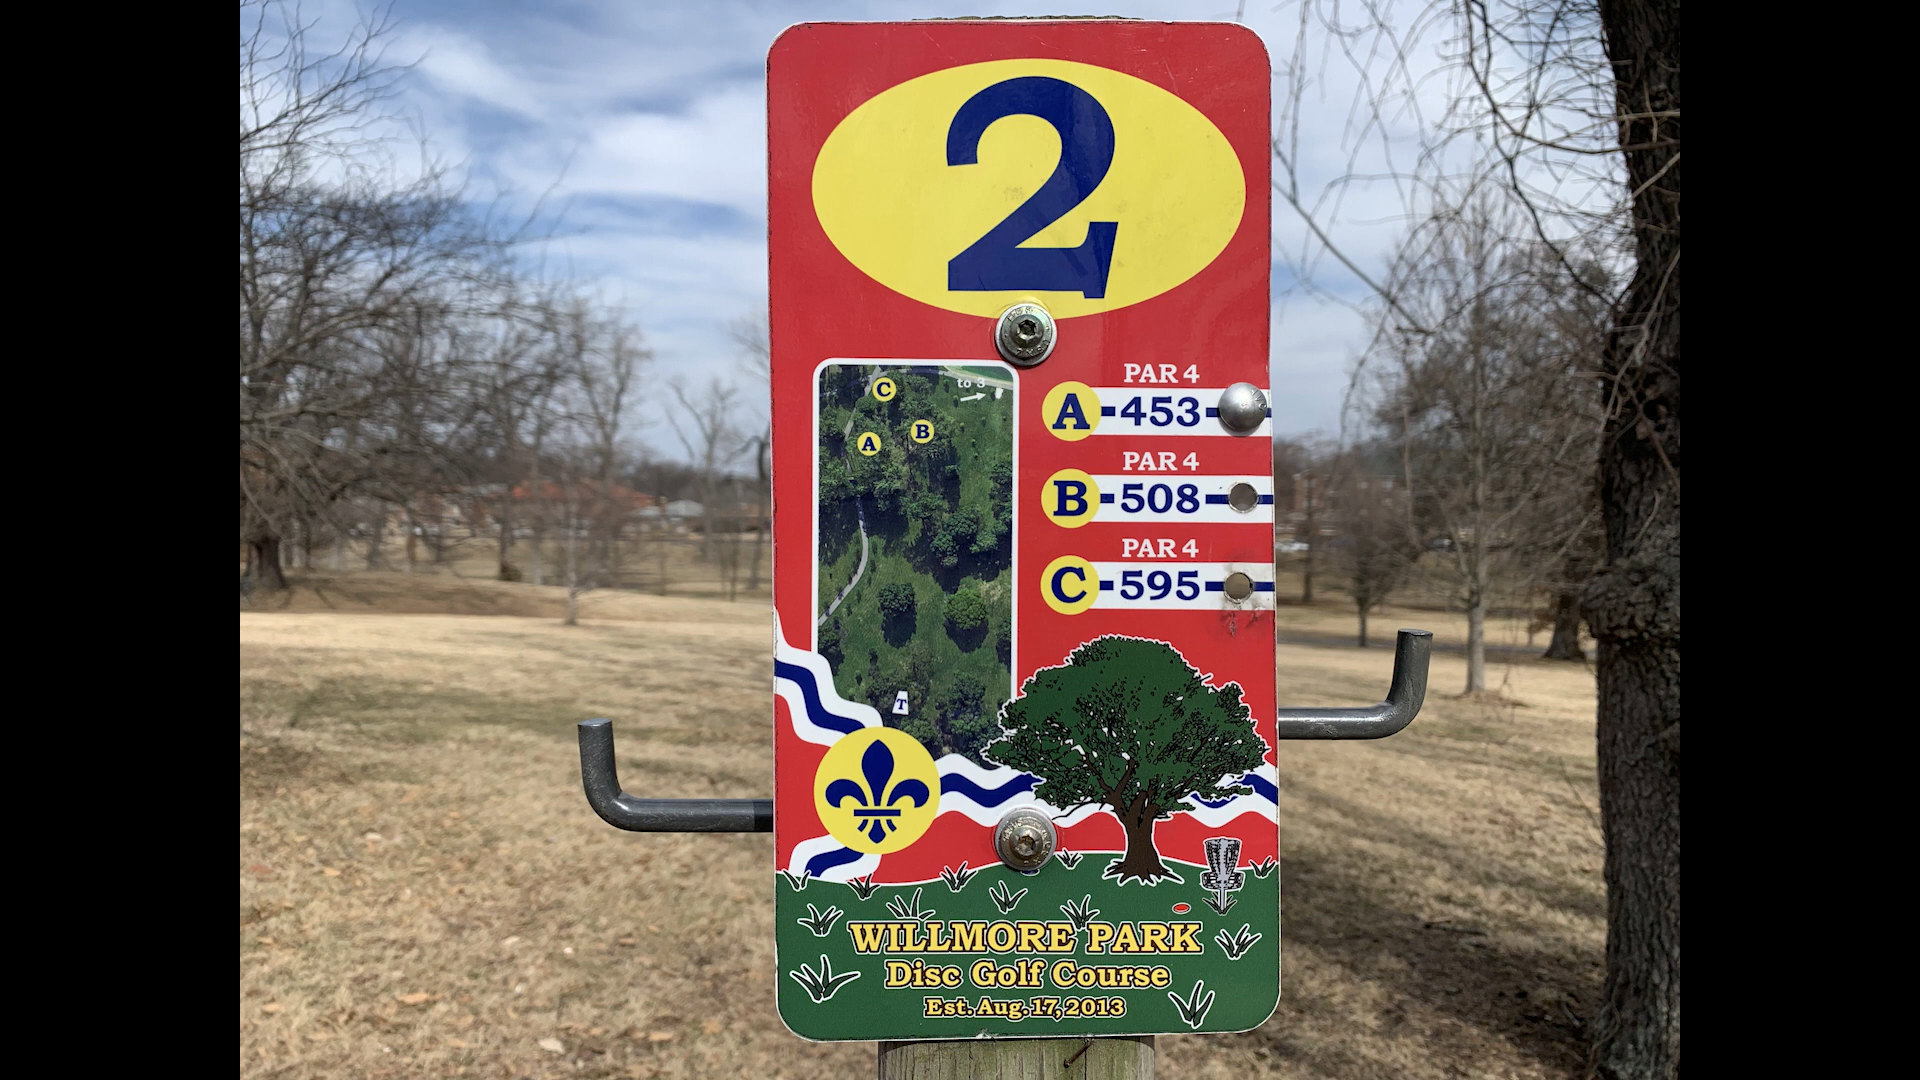 2
C
to 3
A
B
T
PAR 4
A-453
PAR 4
B-508
PAR 4
C-595
WILLMORE PARK
Disc Golf Course
Est. Aug. 17, 2013